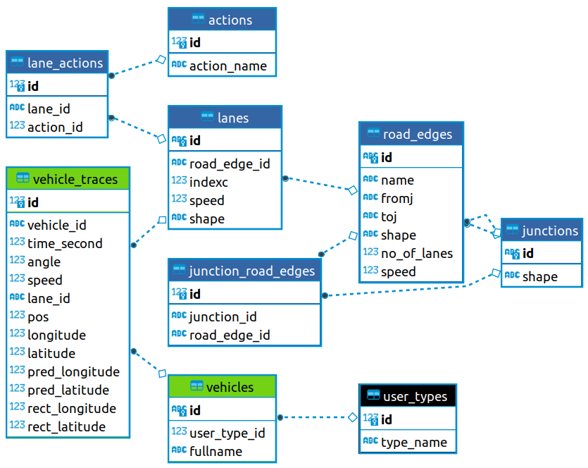 actions
123 id
ABC action_name
lane_actions
123 id
ABC lane_id
123 action_id
lanes
ABC id
ABC road_edge_id
123 indexc
123 speed
ABC shape
road_edges
ABC id
ABC name
ABC fromj
ABC toj
ABC shape
123 no_of_lanes
123 speed
vehicle_traces
123 id
ABC vehicle_id
123 time_second
123 angle
123 speed
ABC lane_id
123 pos
123 longitude
123 latitude
123 pred_longitude
123 pred_latitude
123 rect_longitude
123 rect_latitude
junctions
ABC id
ABC shape
junction_road_edges
123 id
ABC junction_id
ABC road_edge_id
vehicles
ABC id
123 user_type_id
ABC fullname
user_types
123 id
ABC type_name